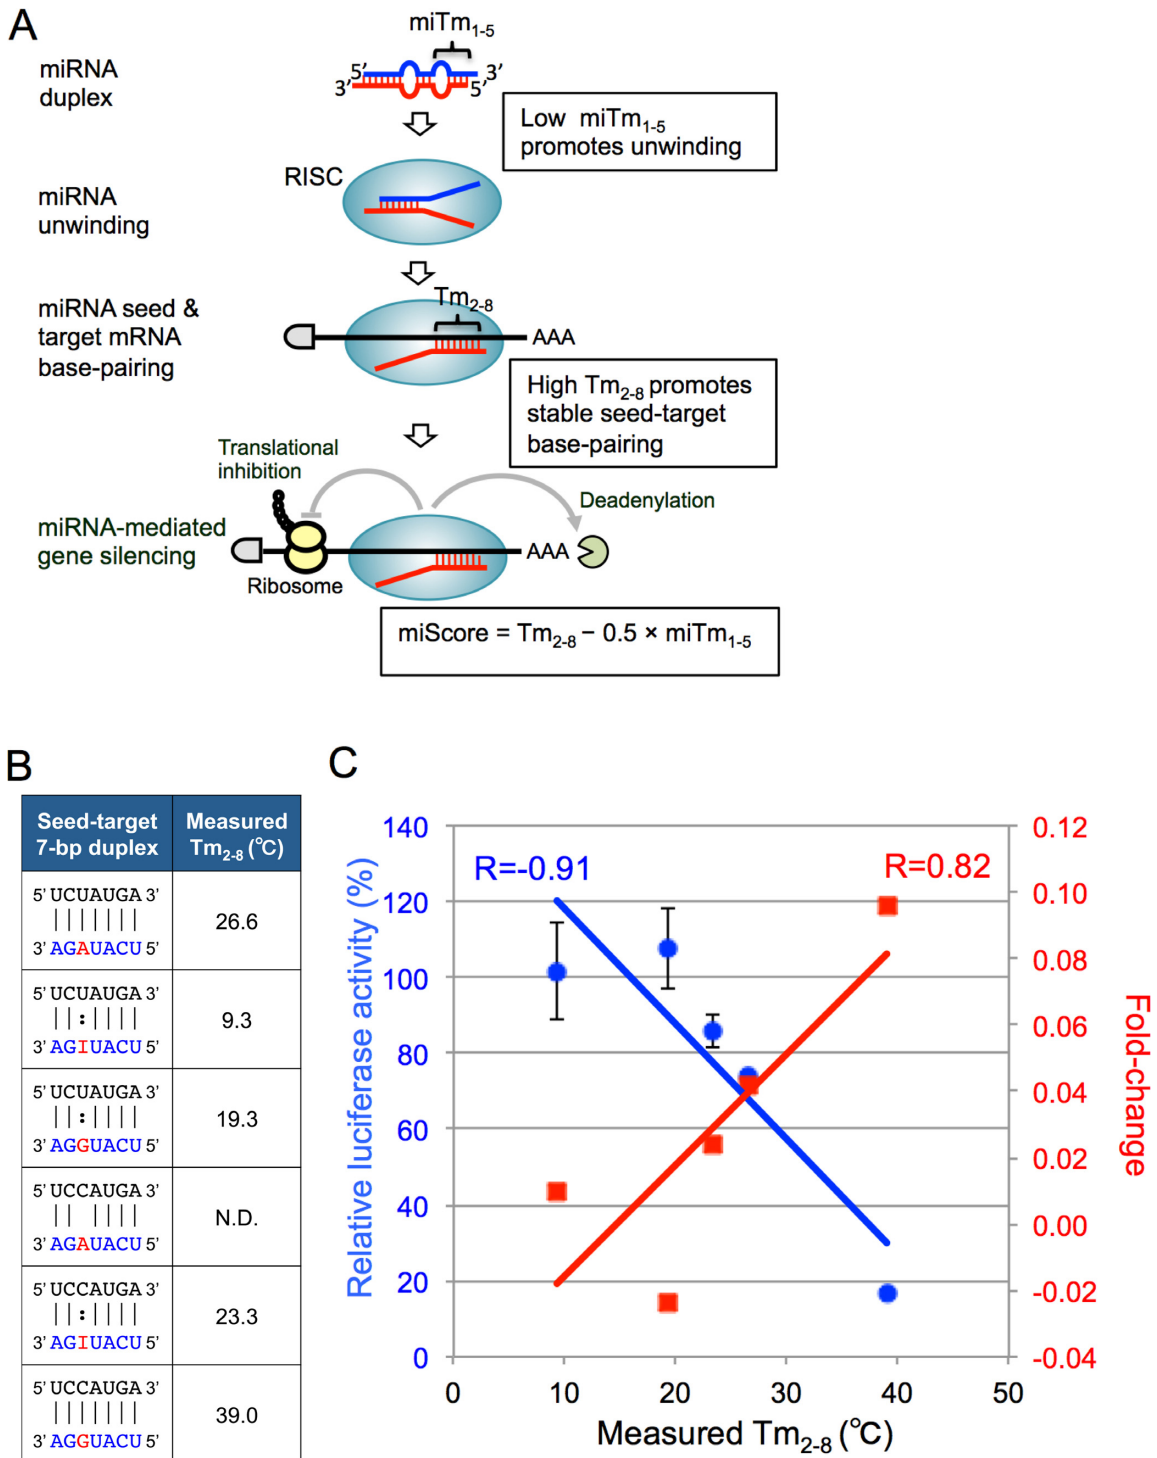 A
miTm1-5
miRNA
duplex
5’
3’
3’
5’
Low miTm1-5
promotes unwinding
RISC
miRNA
unwinding
Tm2-8
miRNA seed &
target mRNA
base-pairing
AAA
High Tm2-8 promotes
stable seed-target
base-pairing
Translational
inhibition
Deadenylation
miRNA-mediated
gene silencing
AAA
Ribosome
miScore = Tm2-8 − 0.5 × miTm1-5
B
Seed-target
7-bp duplex
Measured
Tm2-8 (℃)
5’ UCUAUGA 3’
3’ AGAUACU 5’
26.6
5’ UCUAUGA 3’
3’ AGIUACU 5’
9.3
5’ UCUAUGA 3’
3’ AGGUACU 5’
19.3
5’ UCCAUGA 3’
3’ AGAUACU 5’
N.D.
5’ UCCAUGA 3’
3’ AGIUACU 5’
23.3
5’ UCCAUGA 3’
3’ AGGUACU 5’
39.0
C
R=-0.91
R=0.82
Relative luciferase activity (%)
140
120
100
80
60
40
20
0
0.12
0.10
0.08
0.06
0.04
0.02
0.00
-0.02
-0.04
Fold-change
0 10 20 30 40 50
Measured Tm2-8 (℃)